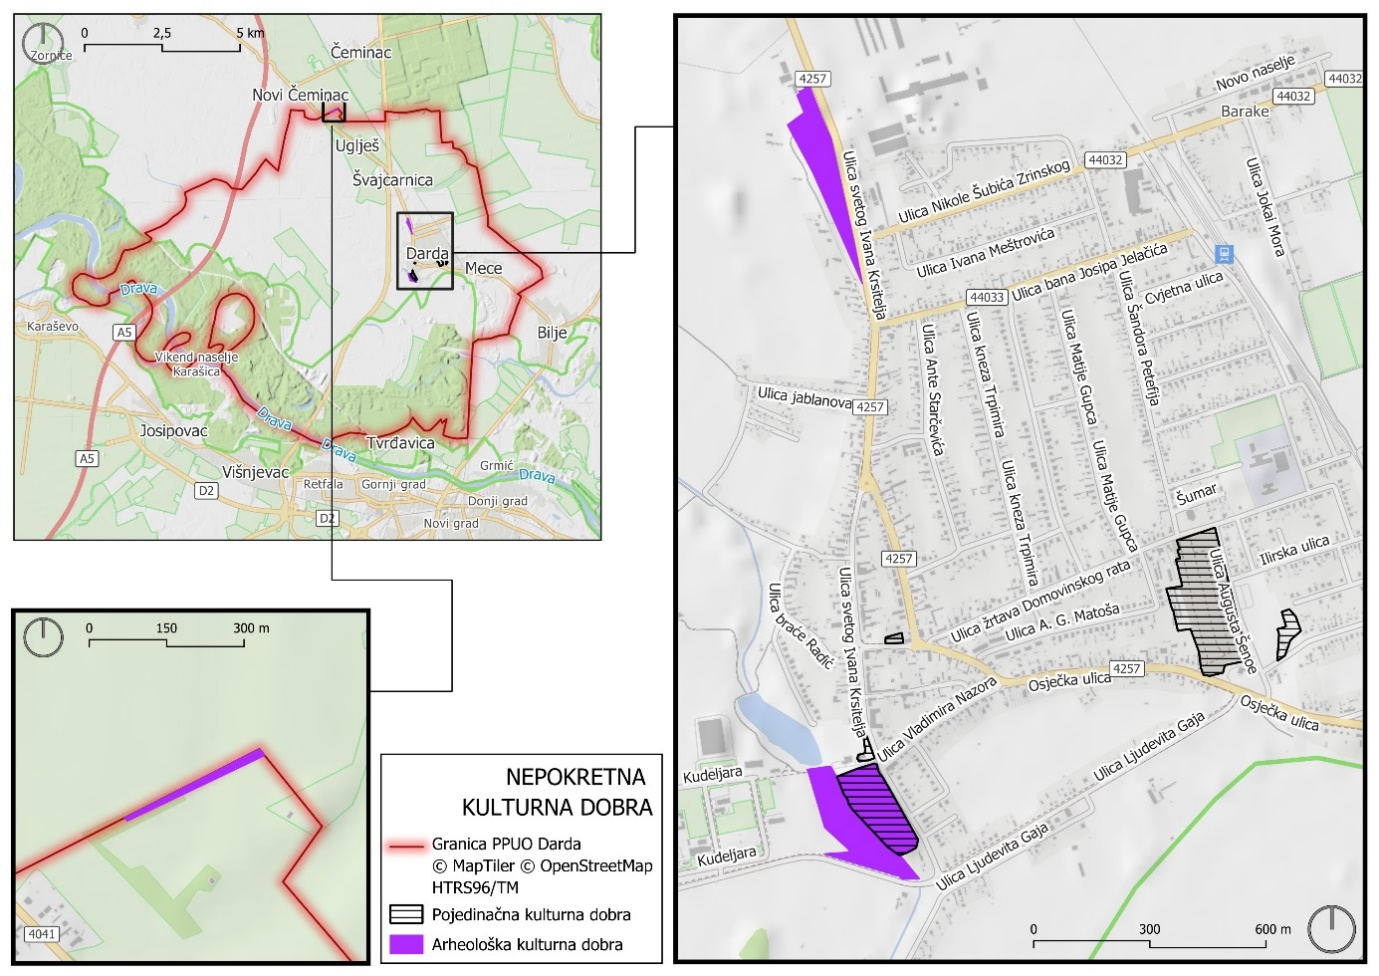 0 2,5 5 km
Zornice
Čeminac
Novi Čeminac
Uglješ
Švajcarnica
Darda
Mece
Drava
Karaševo
A5
Bilje
Vikend naselje
Karašica
Drava
Josipovac
Drava
Tvrđavica
A5
Višnjevac
Grmić
Drava
Retfala
Gornji grad
D2
Donji grad
D2
Novi grad
0 150 300 m
4041
NEPOKRETNA
KULTURNA DOBRA
Granica PPUO Darda
© MapTiler © OpenStreetMap
HTRS96/TM
Pojedinačna kulturna dobra
Arheološka kulturna dobra
4257
Novo naselje
44032
44032
Barake
44032
Ulica svetog Ivana Krsitelja
Ulica Nikole Šubića Zrinskog
Ulica Jokai Mora
Ulica Ivana Meštrovića
Ulica bana Josipa Jelačića
44033
Ulica Šandora Petefija
Cvjetna ulica
Ulica Ante Starčevića
Ulica kneza Trpimira
Ulica Matije Gupca
Ulica jablanova
4257
Ulica kneza Trpimira
Ulica Matije Gupca
Šumar
4257
Ilirska ulica
Ulica žrtava Domovinskog rata
Ulica Augusta Šenoe
Ulica braće Radić
Ulica svetog Ivana Krsitelja
Ulica A. G. Matoša
4257
Osječka ulica
Osječka ulica
Ulica Vladimira Nazora
Ulica Ljudevita Gaja
Kudeljara
Kudeljara
Ulica Ljudevita Gaja
0 300 600 m